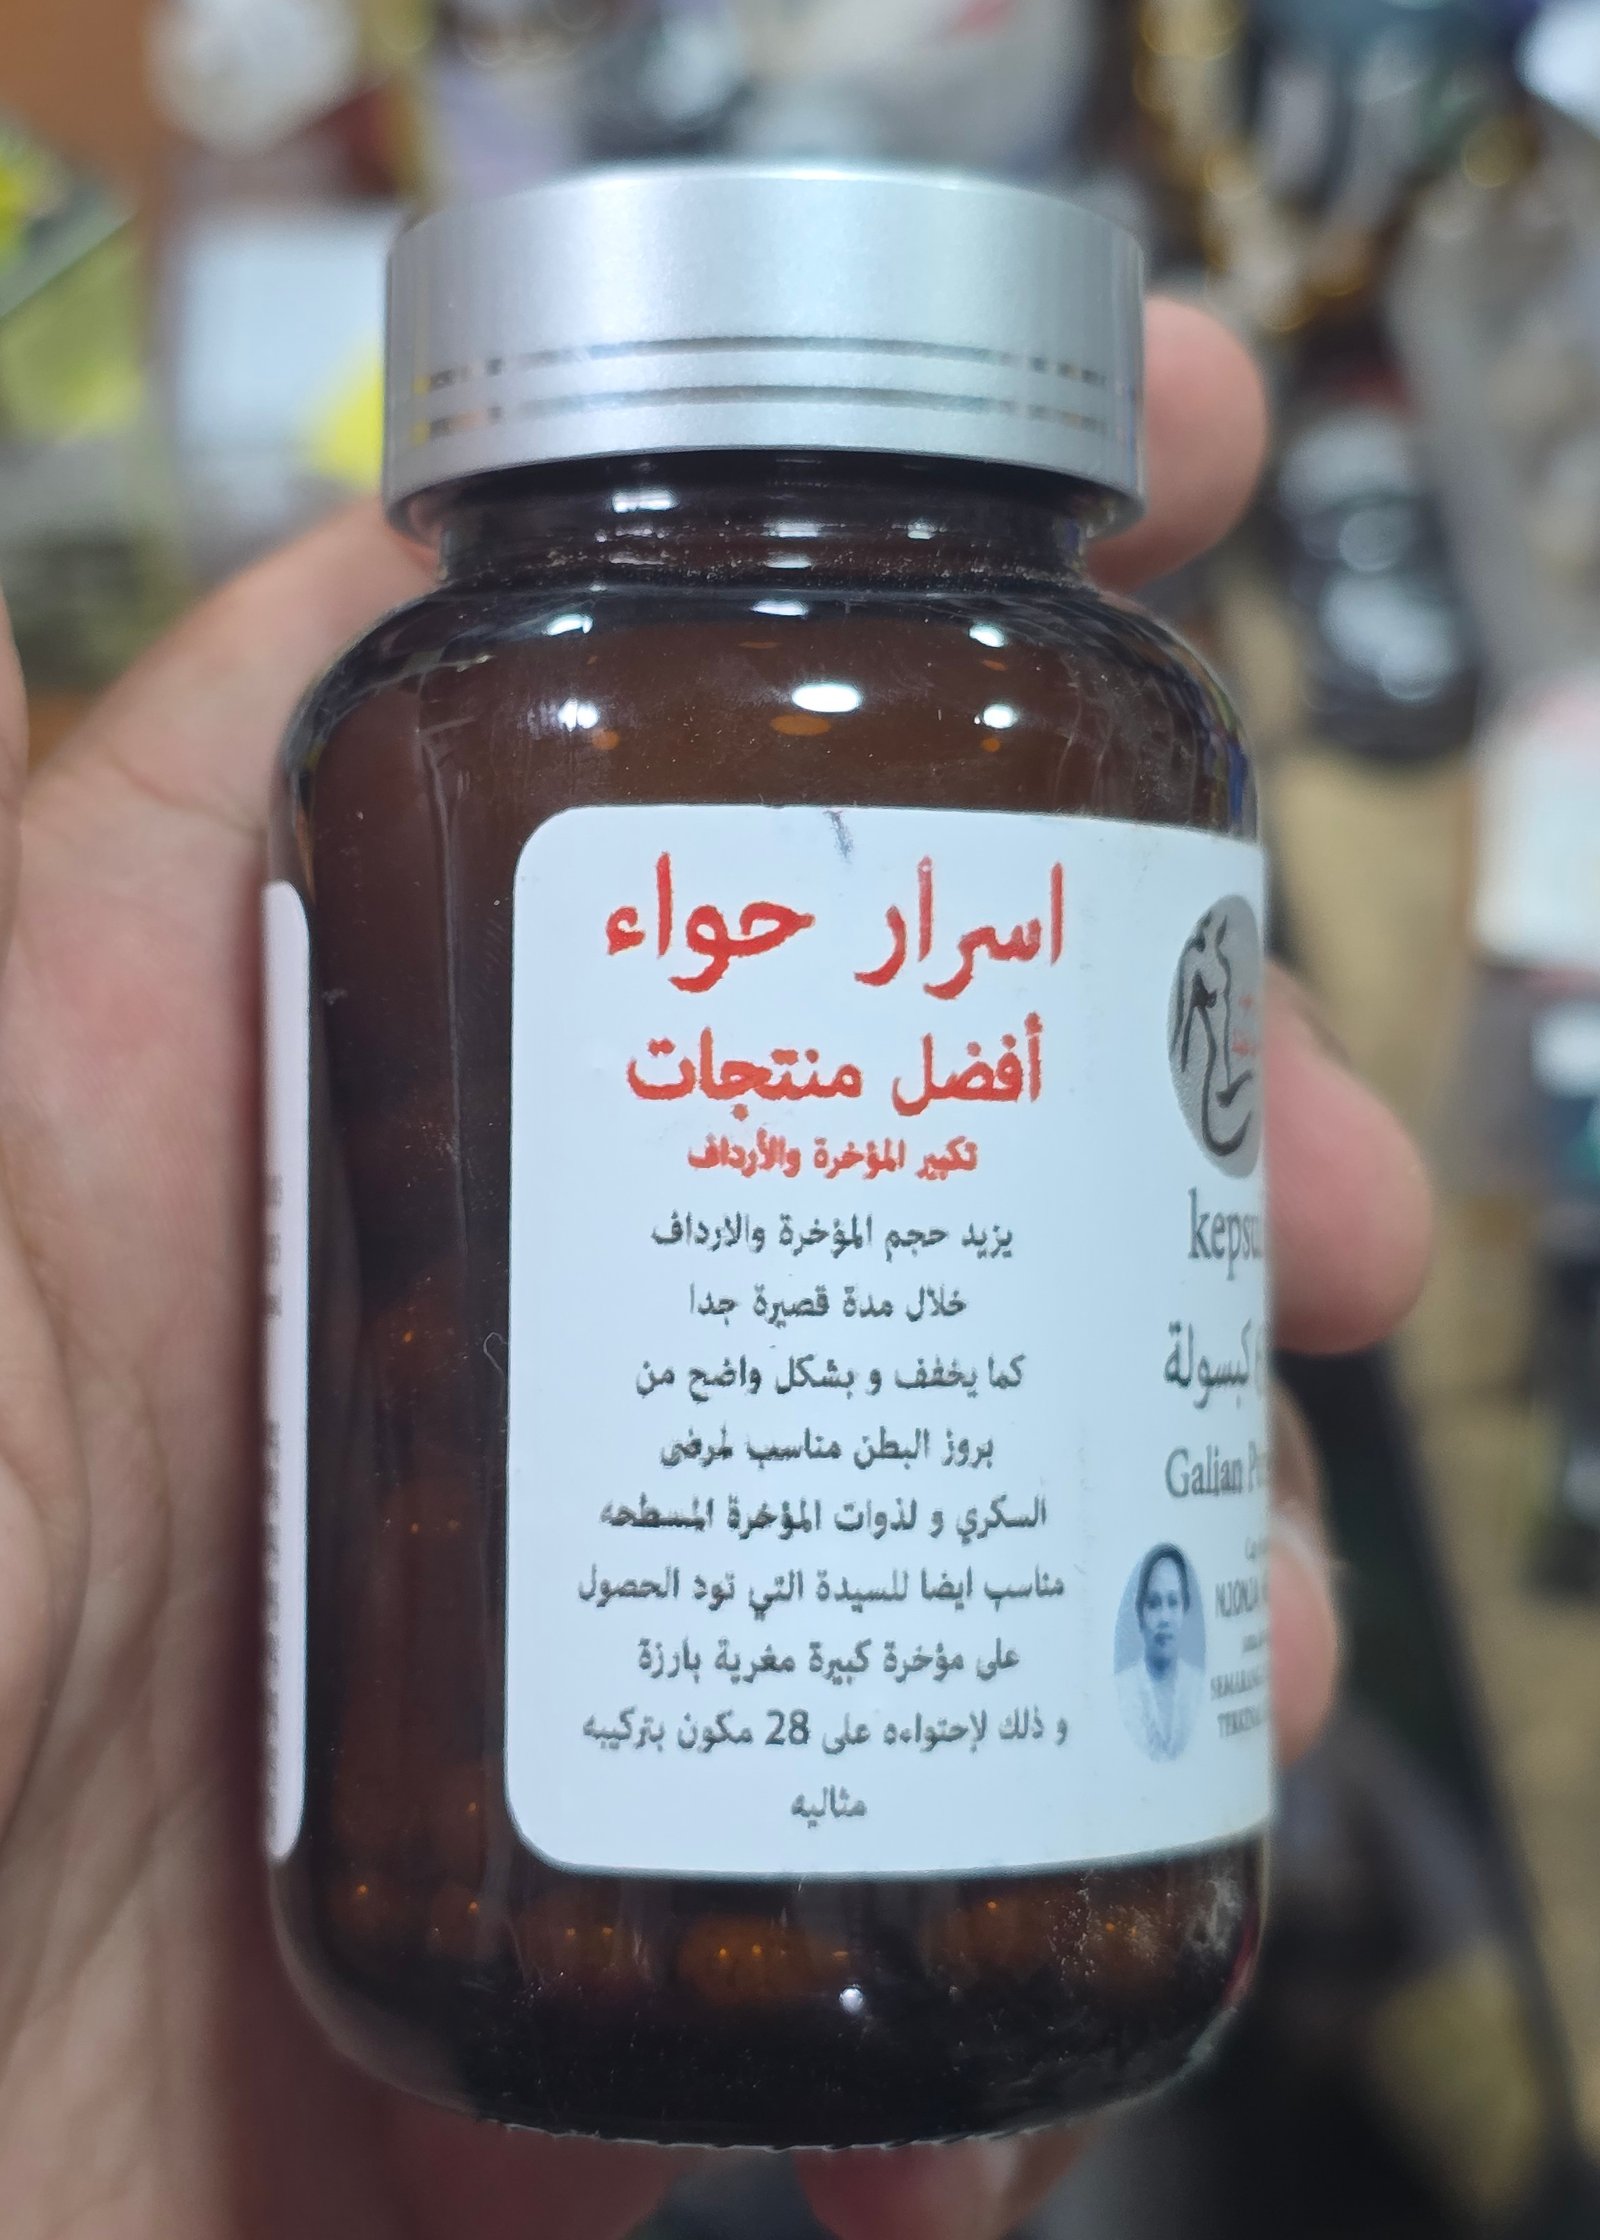 اسرار حواء
أفضل منتجات
تكبير المؤخرة والأرداف
يزيد حجم المؤخرة والارداف
خلال مدة قصيرة جدا
كما يخفف و بشكل واضح من
بروز البطن مناسب لمرضى
السكري و لذوات المؤخرة المسطحه
مناسب ايضا للسيدة التي تود الحصول
على مؤخرة كبيرة مغرية بارزة
و ذلك لإحتواءه على 28 مكون بتركيبه
مثاليه
كبسولة
Galian